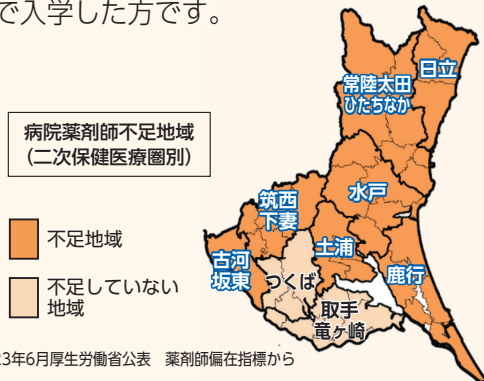 で入学した方です。
病院薬剤師不足地域
(二次保健医療圏別)
不足地域
不足していない
地域
常陸太田
ひたちなか
日立
水戸
筑西
下妻
土浦
鹿行
古河
坂東
つくば
取手
竜ヶ崎
3年6月厚生労働省公表 薬剤師偏在指標から